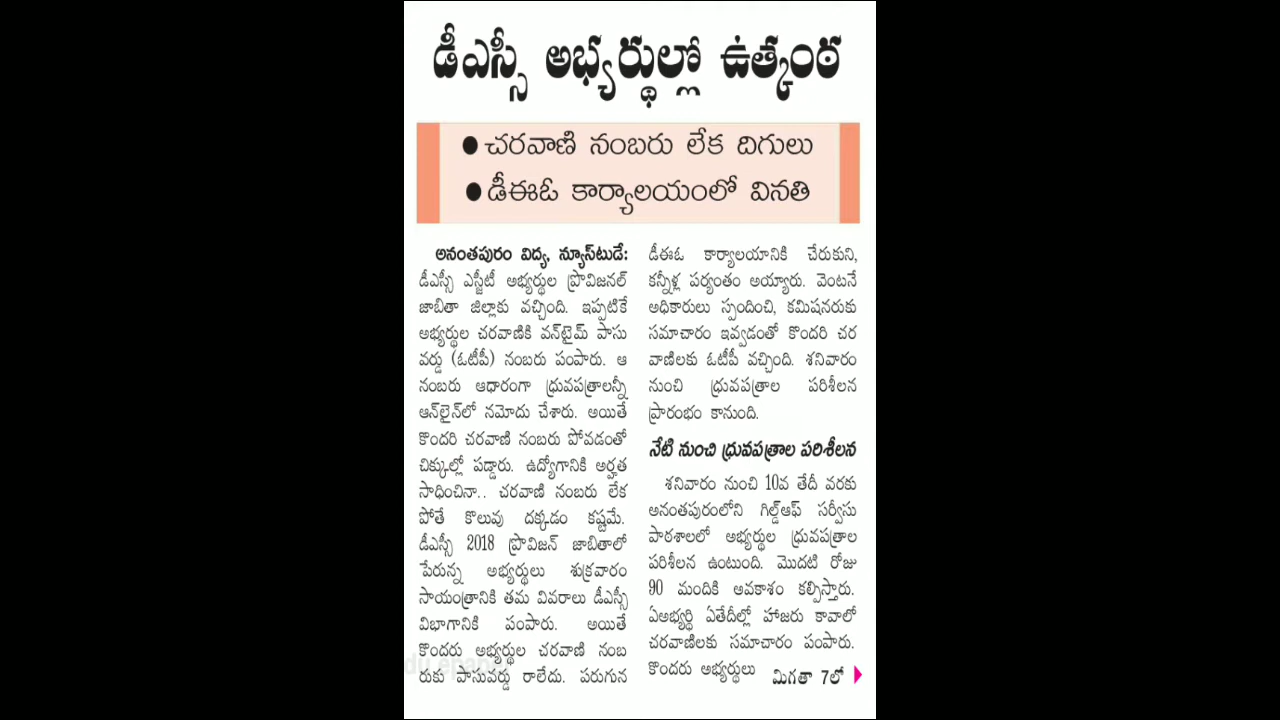 డీఎస్సీ అభ్యర్థుల్లో ఉత్కంఠ
● చరవాణి నంబరు లేక దిగులు
● డీఈఓ కార్యాలయంలో వినతి
అనంతపురం విద్య, న్యూస్‌టుడే:
డీఎస్సీ ఎస్జీటీ అభ్యర్థుల ప్రొవిజనల్
జాబితా జిల్లాకు వచ్చింది. ఇప్పటికే
అభ్యర్థుల చరవాణికి వన్‌టైమ్ పాసు
వర్డు (ఓటీపీ) నంబరు పంపారు. ఆ
నంబరు ఆధారంగా ధ్రువపత్రాలన్నీ
ఆన్‌లైన్‌లో నమోదు చేశారు. అయితే
కొందరి చరవాణి నంబరు పోవడంతో
చిక్కుల్లో పడ్డారు. ఉద్యోగానికి అర్హత
సాధించినా.. చరవాణి నంబరు లేక
పోతే కొలువు దక్కడం కష్టమే.
డీఎస్సీ 2018 ప్రొవిజన్ జాబితాలో
పేరున్న అభ్యర్థులు శుక్రవారం
సాయంత్రానికి తమ వివరాలు డీఎస్సీ
విభాగానికి పంపారు. అయితే
కొందరు అభ్యర్థుల చరవాణి నంబ
రుకు పాసువర్డు రాలేదు. పరుగున
డీఈఓ కార్యాలయానికి చేరుకుని,
కన్నీళ్ల పర్యంతం అయ్యారు. వెంటనే
అధికారులు స్పందించి, కమిషనరుకు
సమాచారం ఇవ్వడంతో కొందరి చర
వాణిలకు ఓటీపీ వచ్చింది. శనివారం
నుంచి ధ్రువపత్రాల పరిశీలన
ప్రారంభం కానుంది.
నేటి నుంచి ధ్రువపత్రాల పరిశీలన
శనివారం నుంచి 10వ తేదీ వరకు
అనంతపురంలోని గిల్డ్ఆఫ్ సర్వీసు
పాఠశాలలో అభ్యర్థుల ధ్రువపత్రాల
పరిశీలన ఉంటుంది. మొదటి రోజు
90 మందికి అవకాశం కల్పిస్తారు.
ఏఅభ్యర్థి ఏతేదీల్లో హాజరు కావాలో
చరవాణిలకు సమాచారం పంపారు.
కొందరు అభ్యర్థులు మిగతా 7లో